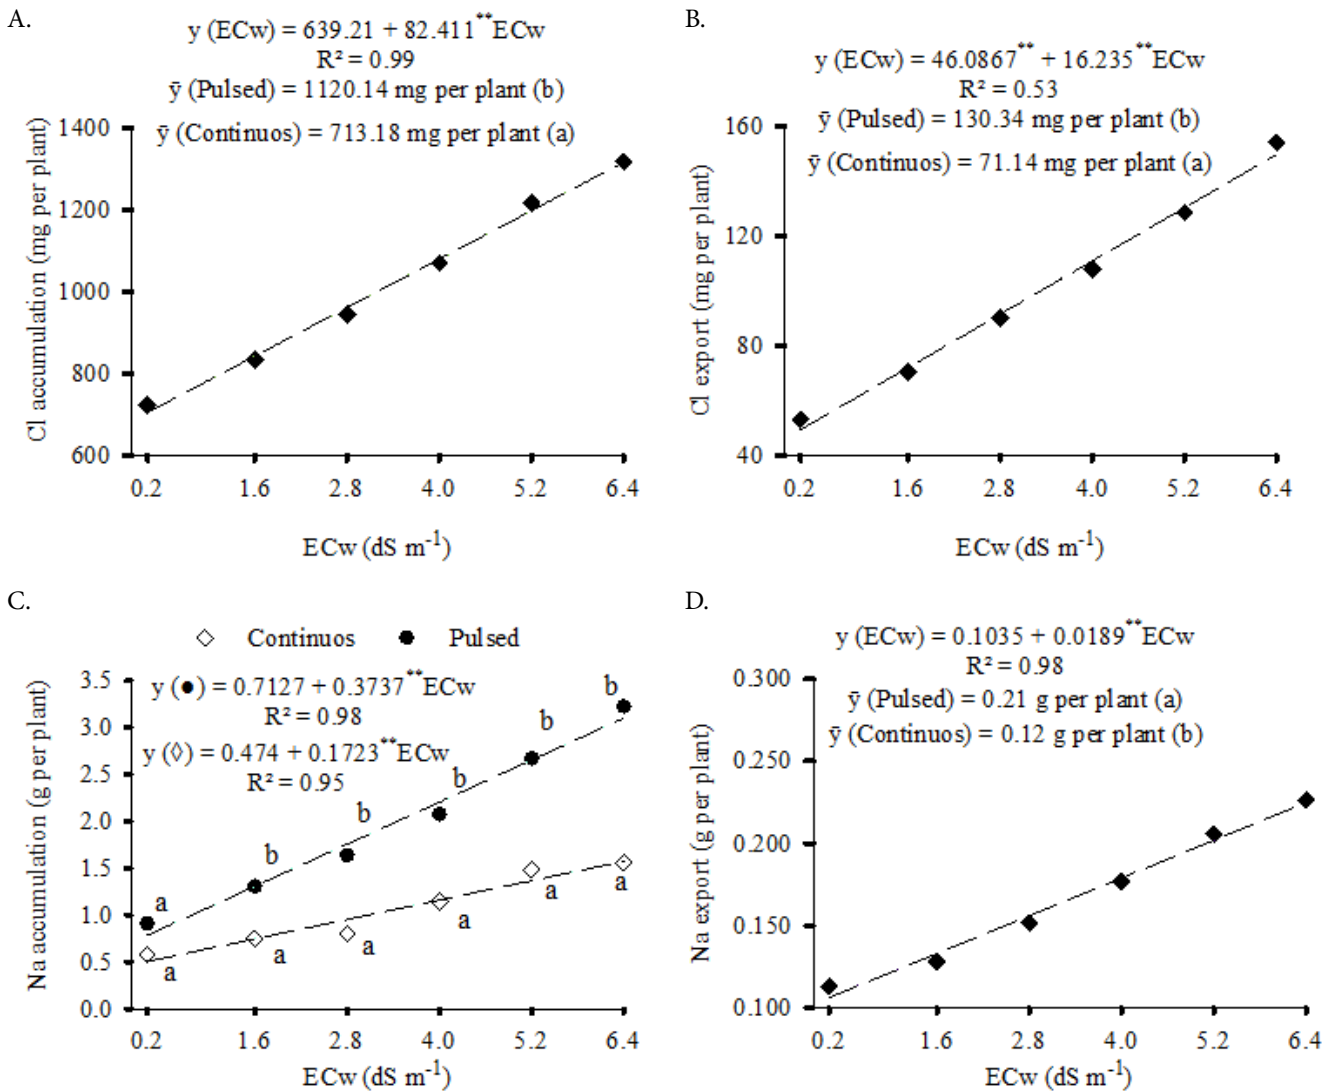 A.
y (ECw) = 639.21 + 82.411**ECw
R² = 0.99
ȳ (Pulsed) = 1120.14 mg per plant (b)
ȳ (Continuos) = 713.18 mg per plant (a)
Cl accumulation (mg per plant)
1400
1200
1000
800
600
0.2 1.6 2.8 4.0 5.2 6.4
ECw (dS m-1)
B.
y (ECw) = 46.0867** + 16.235**ECw
R² = 0.53
ȳ (Pulsed) = 130.34 mg per plant (b)
ȳ (Continuos) = 71.14 mg per plant (a)
Cl export (mg per plant)
160
120
80
40
0.2 1.6 2.8 4.0 5.2 6.4
ECw (dS m-1)
C.
◇ Continuos ● Pulsed
y (●) = 0.7127 + 0.3737**ECw
R² = 0.98
y (◊) = 0.474 + 0.1723**ECw
R² = 0.95
Na accumulation (g per plant)
3.5
3.0
2.5
2.0
1.5
1.0
0.5
0.0
a b b b b b
a a a a a a
0.2 1.6 2.8 4.0 5.2 6.4
ECw (dS m-1)
D.
y (ECw) = 0.1035 + 0.0189**ECw
R² = 0.98
ȳ (Pulsed) = 0.21 g per plant (a)
ȳ (Continuos) = 0.12 g per plant (b)
Na export (g per plant)
0.300
0.250
0.200
0.150
0.100
0.2 1.6 2.8 4.0 5.2 6.4
ECw (dS m-1)